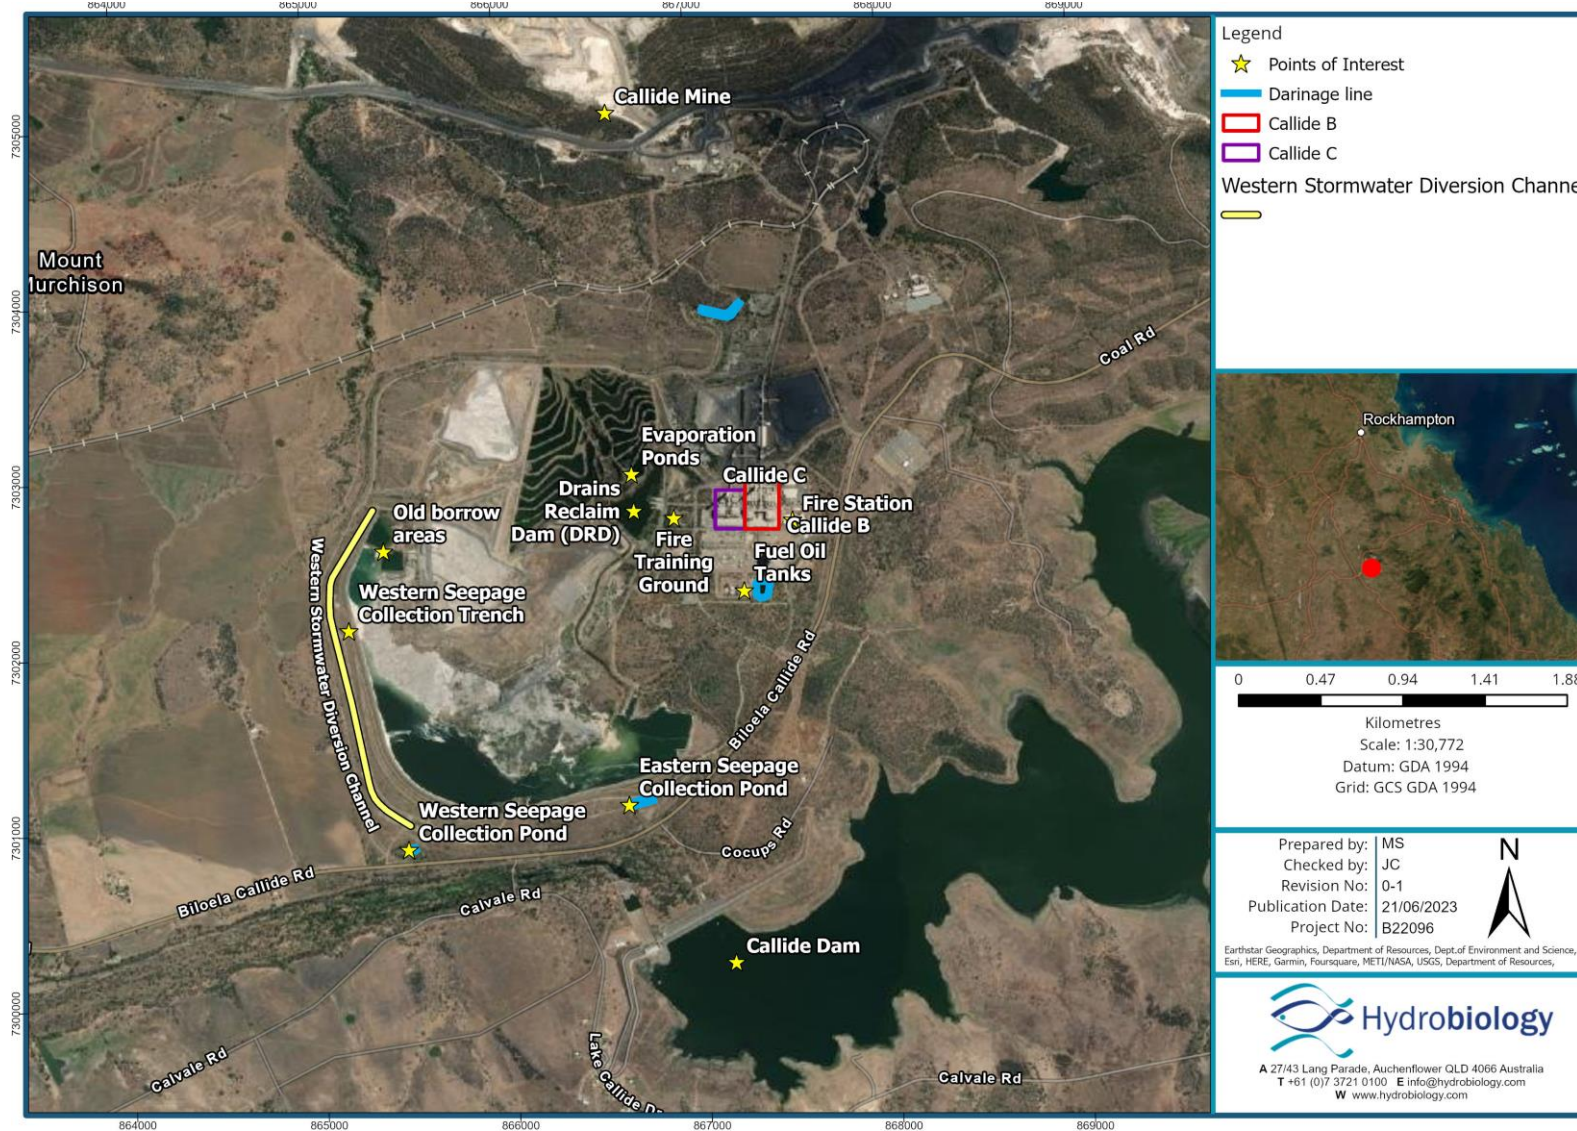 864000 865000 866000 867000 868000 869000
Legend
Points of Interest
Darinage line
Callide B
Callide C
Western Stormwater Diversion Channe
7305000
7304000
7303000
7302000
7301000
7300000
Callide Mine
Mount
Murchison
Coal Rd
Evaporation
Ponds
Callide C
Drains
Reclaim
Dam (DRD)
Fire Station
Callide B
Old borrow
areas
Fire
Training
Ground
Fuel Oil
Tanks
Western Seepage
Collection Trench
Western Stormwater Diversion Channel
Biloela Callide Rd
Eastern Seepage
Collection Pond
Western Seepage
Collection Pond
Cocups Rd
Biloela Callide Rd
Calvale Rd
Callide Dam
Calvale Rd
Lake Callide D
Calvale Rd
864000 865000 866000 867000 868000 869000
Rockhampton
0 0.47 0.94 1.41 1.88
Kilometres
Scale: 1:30,772
Datum: GDA 1994
Grid: GCS GDA 1994
Prepared by: MS
Checked by: JC
Revision No: 0-1
Publication Date: 21/06/2023
Project No: B22096
N
Earthstar Geographics, Department of Resources, Dept.of Environment and Science,
Esri, HERE, Garmin, Foursquare, METI/NASA, USGS, Department of Resources,
Hydrobiology
A 27/43 Lang Parade, Auchenflower QLD 4066 Australia
T +61 (0)7 3721 0100 E info@hydrobiology.com
W www.hydrobiology.com